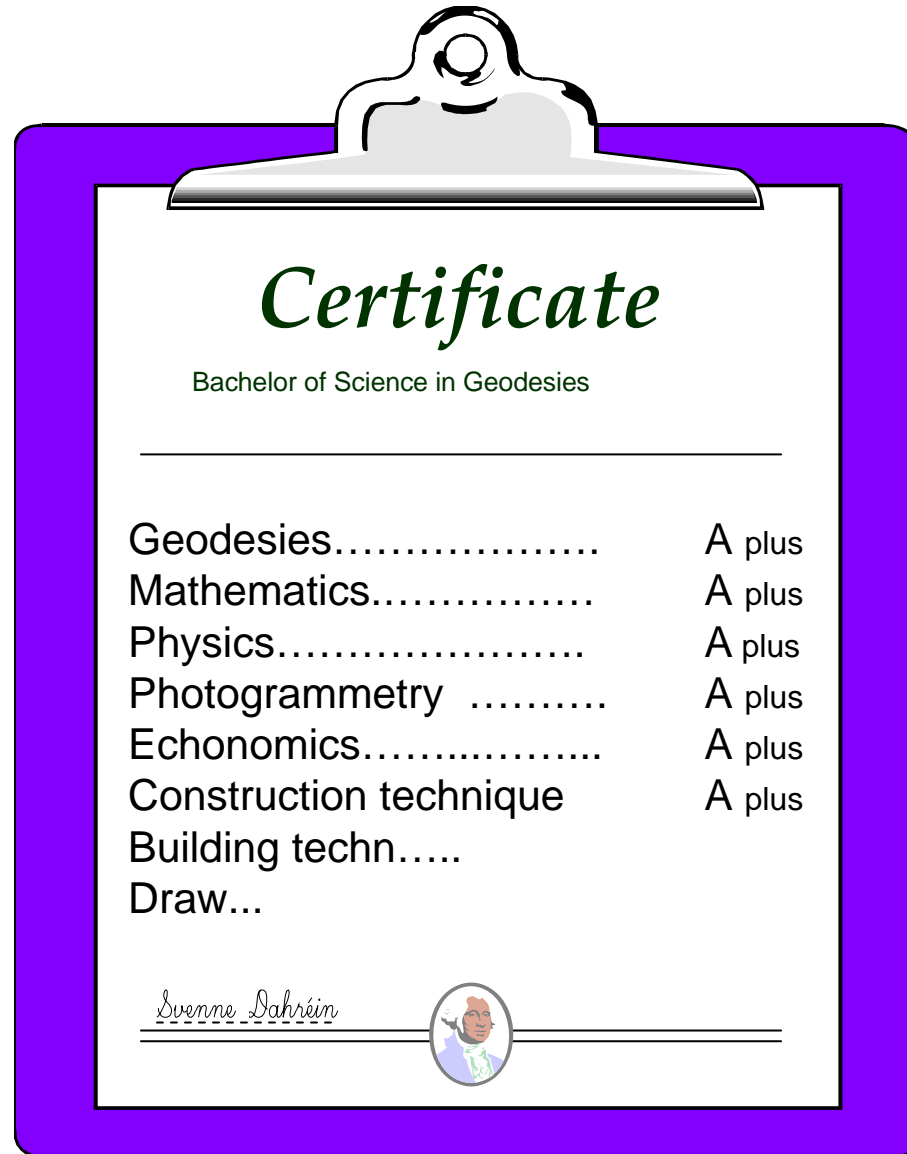 Certificate
Bachelor of Science in Geodesies
Geodesies………………. A plus
Mathematics.…………… A plus
Physics…………………. A plus
Photogrammetry ………. A plus
Echonomics……...……... A plus
Construction technique A plus
Building techn…..
Draw...
Svenne Dahréin